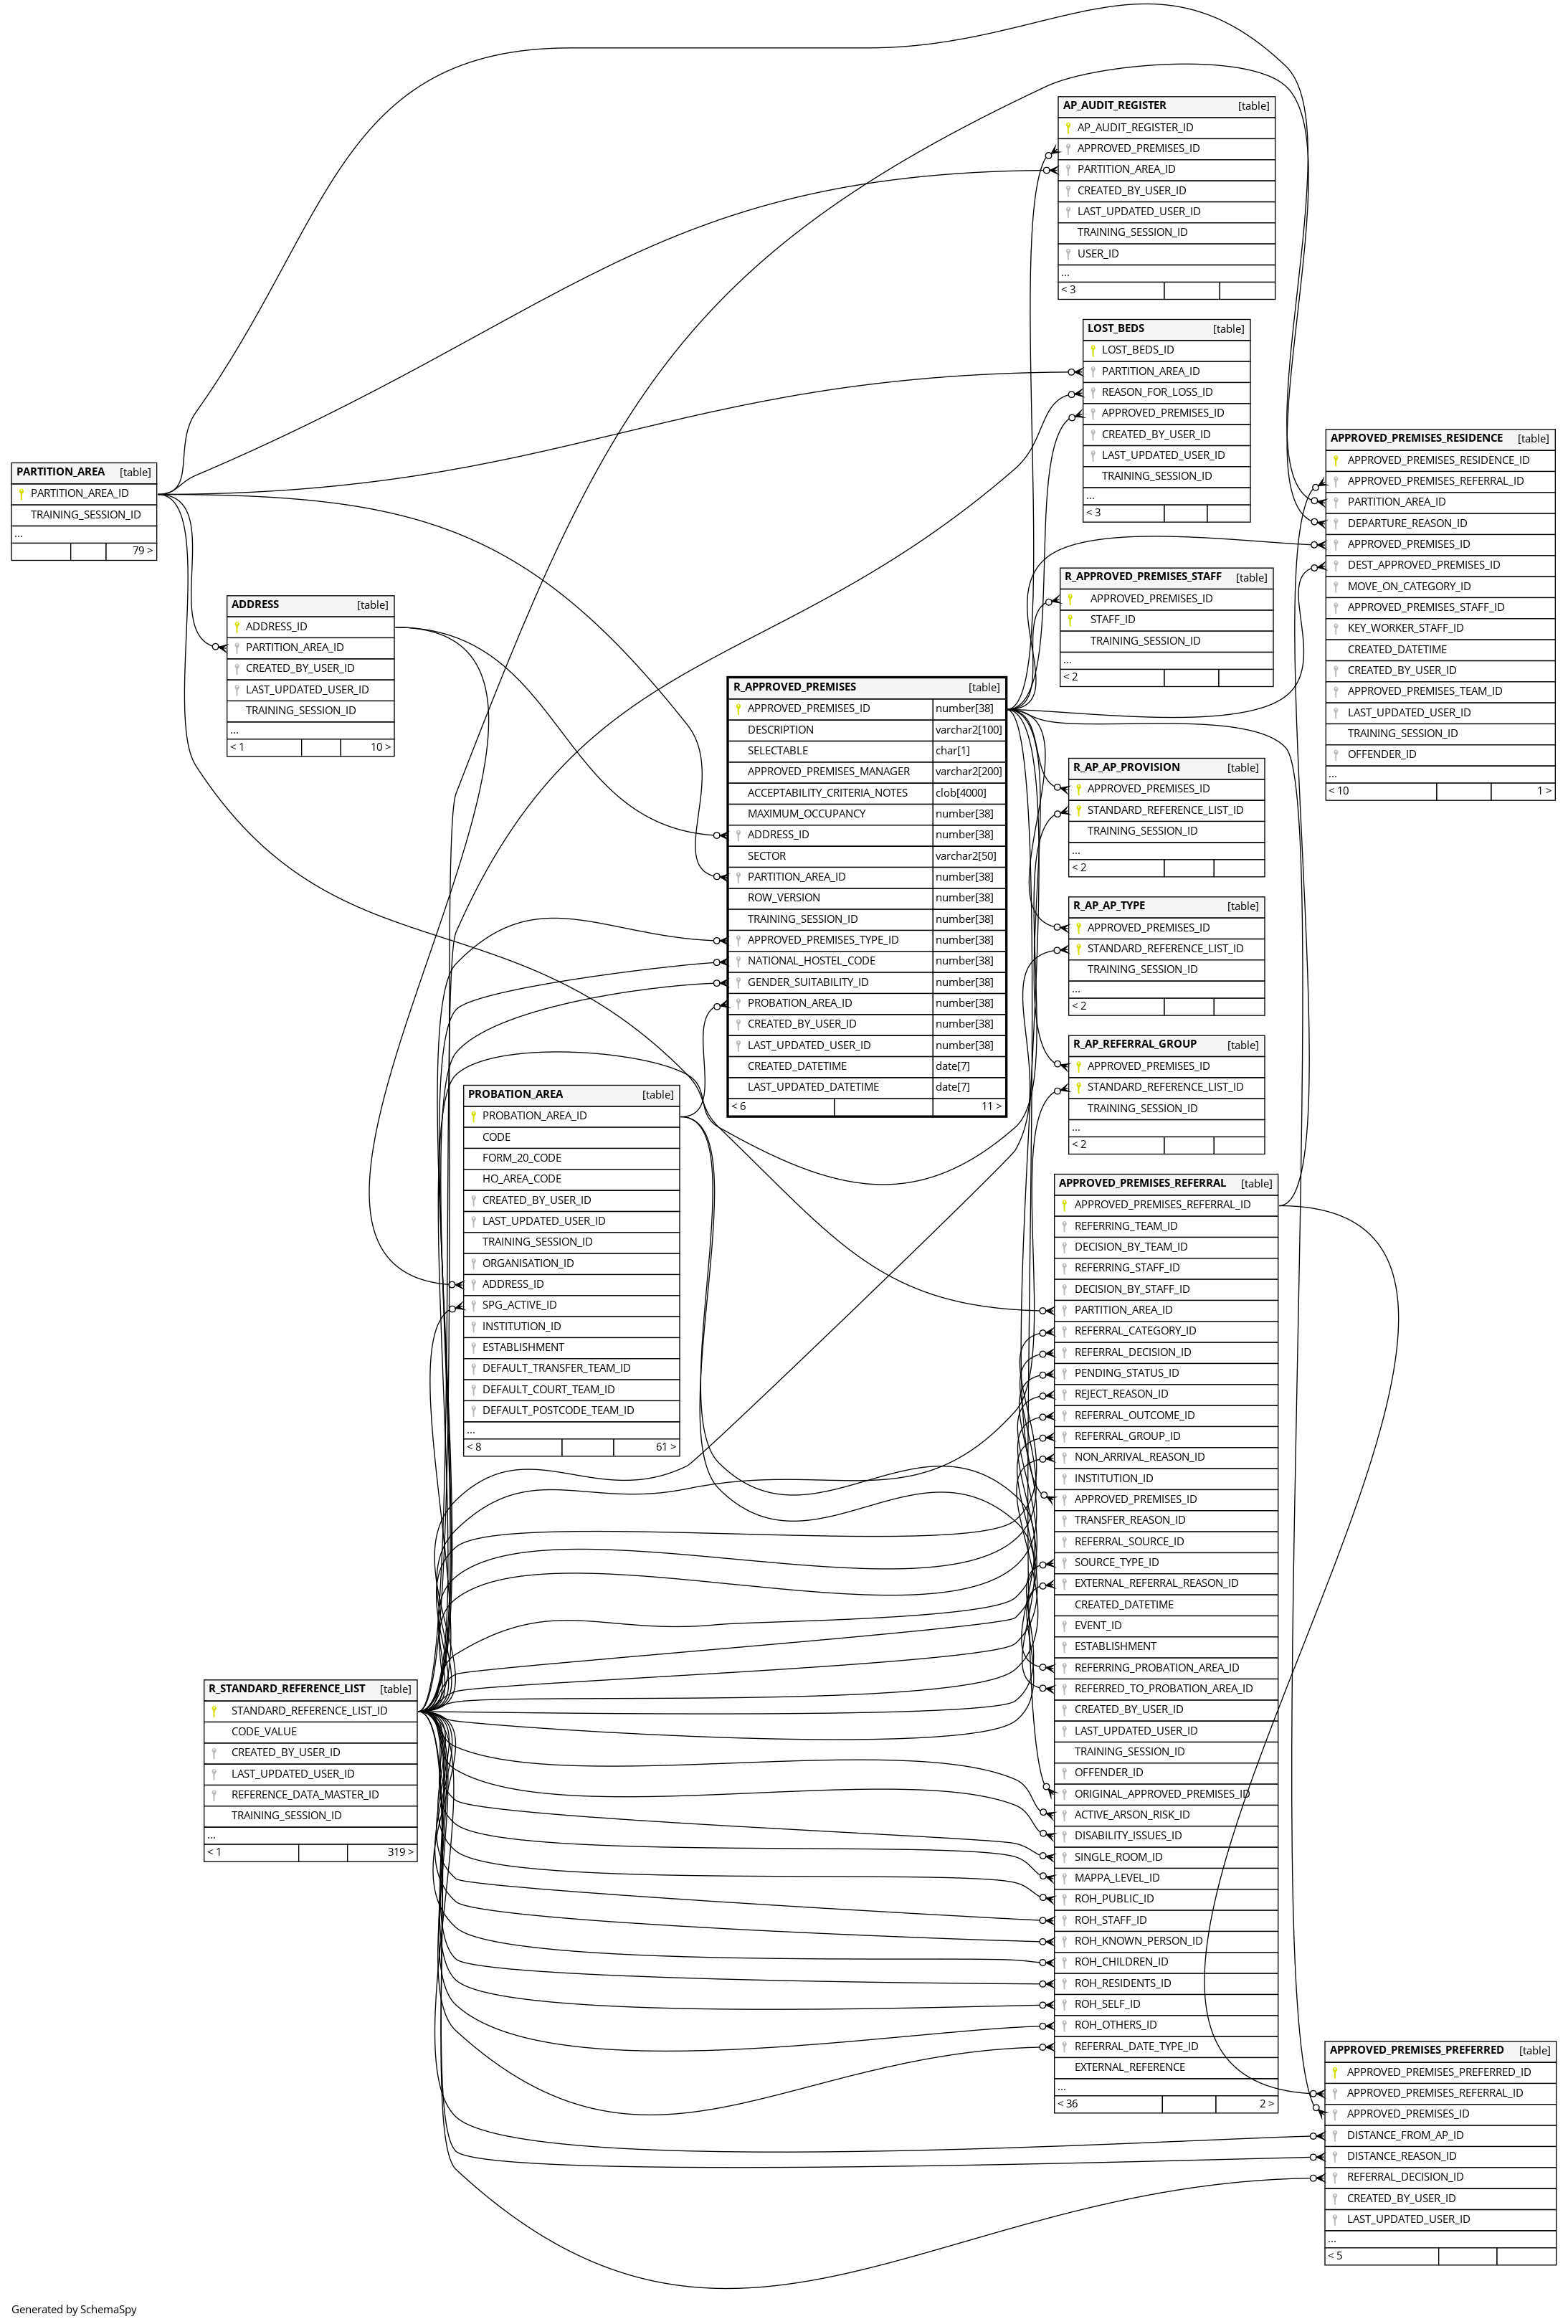 AP_AUDIT_REGISTER [table]
AP_AUDIT_REGISTER_ID
APPROVED_PREMISES_ID
PARTITION_AREA_ID
CREATED_BY_USER_ID
LAST_UPDATED_USER_ID
TRAINING_SESSION_ID
USER_ID
...
< 3
LOST_BEDS [table]
LOST_BEDS_ID
PARTITION_AREA_ID
REASON_FOR_LOSS_ID
APPROVED_PREMISES_ID
CREATED_BY_USER_ID
LAST_UPDATED_USER_ID
TRAINING_SESSION_ID
...
< 3
APPROVED_PREMISES_RESIDENCE [table]
APPROVED_PREMISES_RESIDENCE_ID
APPROVED_PREMISES_REFERRAL_ID
PARTITION_AREA_ID
DEPARTURE_REASON_ID
APPROVED_PREMISES_ID
DEST_APPROVED_PREMISES_ID
MOVE_ON_CATEGORY_ID
APPROVED_PREMISES_STAFF_ID
KEY_WORKER_STAFF_ID
CREATED_DATETIME
CREATED_BY_USER_ID
APPROVED_PREMISES_TEAM_ID
LAST_UPDATED_USER_ID
TRAINING_SESSION_ID
OFFENDER_ID
...
< 10 1 >
PARTITION_AREA [table]
PARTITION_AREA_ID
TRAINING_SESSION_ID
...
79 >
ADDRESS [table]
ADDRESS_ID
PARTITION_AREA_ID
CREATED_BY_USER_ID
LAST_UPDATED_USER_ID
TRAINING_SESSION_ID
...
< 1 10 >
R_APPROVED_PREMISES_STAFF [table]
APPROVED_PREMISES_ID
STAFF_ID
TRAINING_SESSION_ID
...
< 2
R_APPROVED_PREMISES [table]
APPROVED_PREMISES_ID number[38]
DESCRIPTION varchar2[100]
SELECTABLE char[1]
APPROVED_PREMISES_MANAGER varchar2[200]
ACCEPTABILITY_CRITERIA_NOTES clob[4000]
MAXIMUM_OCCUPANCY number[38]
ADDRESS_ID number[38]
SECTOR varchar2[50]
PARTITION_AREA_ID number[38]
ROW_VERSION number[38]
TRAINING_SESSION_ID number[38]
APPROVED_PREMISES_TYPE_ID number[38]
NATIONAL_HOSTEL_CODE number[38]
GENDER_SUITABILITY_ID number[38]
PROBATION_AREA_ID number[38]
CREATED_BY_USER_ID number[38]
LAST_UPDATED_USER_ID number[38]
CREATED_DATETIME date[7]
LAST_UPDATED_DATETIME date[7]
< 6 11 >
R_AP_AP_PROVISION [table]
APPROVED_PREMISES_ID
STANDARD_REFERENCE_LIST_ID
TRAINING_SESSION_ID
...
< 2
R_AP_AP_TYPE [table]
APPROVED_PREMISES_ID
STANDARD_REFERENCE_LIST_ID
TRAINING_SESSION_ID
...
< 2
R_AP_REFERRAL_GROUP [table]
APPROVED_PREMISES_ID
STANDARD_REFERENCE_LIST_ID
TRAINING_SESSION_ID
...
< 2
PROBATION_AREA [table]
PROBATION_AREA_ID
CODE
FORM_20_CODE
HO_AREA_CODE
CREATED_BY_USER_ID
LAST_UPDATED_USER_ID
TRAINING_SESSION_ID
ORGANISATION_ID
ADDRESS_ID
SPG_ACTIVE_ID
INSTITUTION_ID
ESTABLISHMENT
DEFAULT_TRANSFER_TEAM_ID
DEFAULT_COURT_TEAM_ID
DEFAULT_POSTCODE_TEAM_ID
...
< 8 61 >
APPROVED_PREMISES_REFERRAL [table]
APPROVED_PREMISES_REFERRAL_ID
REFERRING_TEAM_ID
DECISION_BY_TEAM_ID
REFERRING_STAFF_ID
DECISION_BY_STAFF_ID
PARTITION_AREA_ID
REFERRAL_CATEGORY_ID
REFERRAL_DECISION_ID
PENDING_STATUS_ID
REJECT_REASON_ID
REFERRAL_OUTCOME_ID
REFERRAL_GROUP_ID
NON_ARRIVAL_REASON_ID
INSTITUTION_ID
APPROVED_PREMISES_ID
TRANSFER_REASON_ID
REFERRAL_SOURCE_ID
SOURCE_TYPE_ID
EXTERNAL_REFERRAL_REASON_ID
CREATED_DATETIME
EVENT_ID
ESTABLISHMENT
REFERRING_PROBATION_AREA_ID
REFERRED_TO_PROBATION_AREA_ID
CREATED_BY_USER_ID
LAST_UPDATED_USER_ID
TRAINING_SESSION_ID
OFFENDER_ID
ORIGINAL_APPROVED_PREMISES_ID
ACTIVE_ARSON_RISK_ID
DISABILITY_ISSUES_ID
SINGLE_ROOM_ID
MAPPA_LEVEL_ID
ROH_PUBLIC_ID
ROH_STAFF_ID
ROH_KNOWN_PERSON_ID
ROH_CHILDREN_ID
ROH_RESIDENTS_ID
ROH_SELF_ID
ROH_OTHERS_ID
REFERRAL_DATE_TYPE_ID
EXTERNAL_REFERENCE
...
< 36 2 >
R_STANDARD_REFERENCE_LIST [table]
STANDARD_REFERENCE_LIST_ID
CODE_VALUE
CREATED_BY_USER_ID
LAST_UPDATED_USER_ID
REFERENCE_DATA_MASTER_ID
TRAINING_SESSION_ID
...
< 1 319 >
APPROVED_PREMISES_PREFERRED [table]
APPROVED_PREMISES_PREFERRED_ID
APPROVED_PREMISES_REFERRAL_ID
APPROVED_PREMISES_ID
DISTANCE_FROM_AP_ID
DISTANCE_REASON_ID
REFERRAL_DECISION_ID
CREATED_BY_USER_ID
LAST_UPDATED_USER_ID
...
< 5
Generated by SchemaSpy